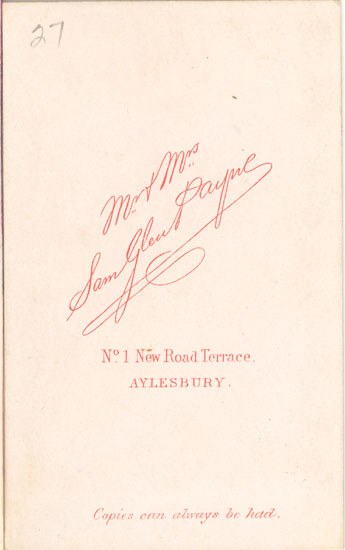 27
Mr & Mrs
Sam Glen Payne
No. 1 New Road Terrace.
AYLESBURY.
Copies can always be had.